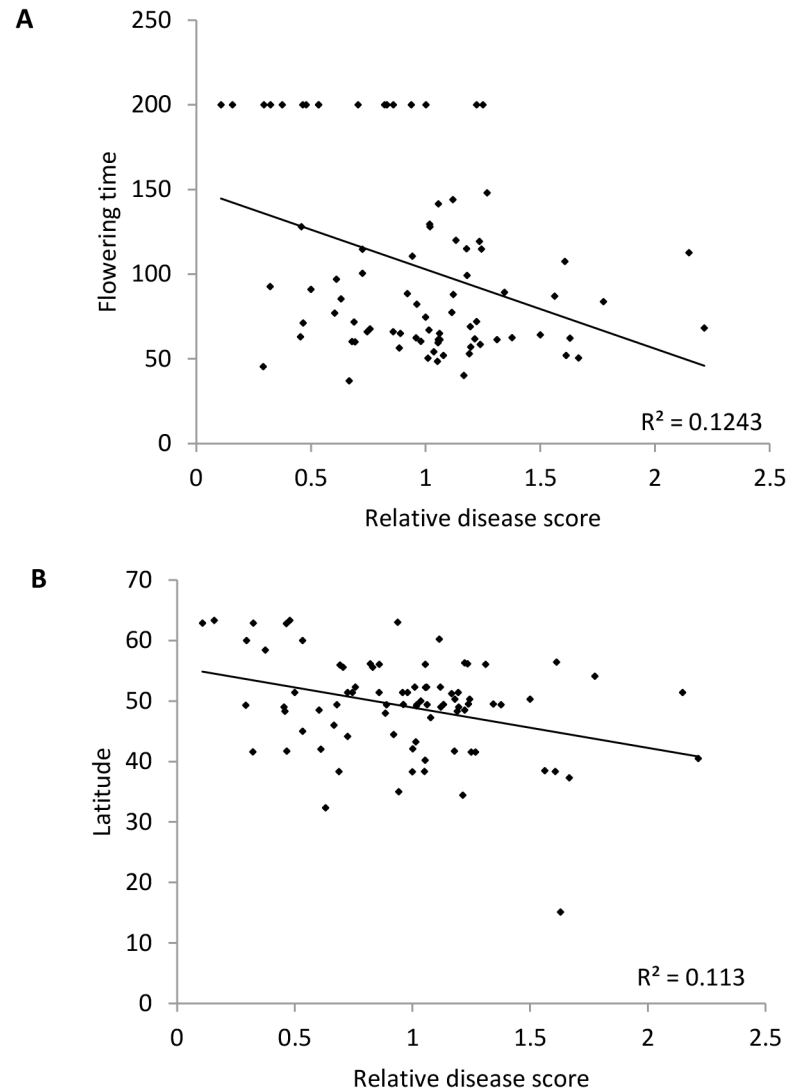 A
250
200
150
100
50
0
Flowering time
R² = 0.1243
0 0.5 1 1.5 2 2.5
Relative disease score
B
70
60
50
40
30
20
10
0
Latitude
R² = 0.113
0 0.5 1 1.5 2 2.5
Relative disease score